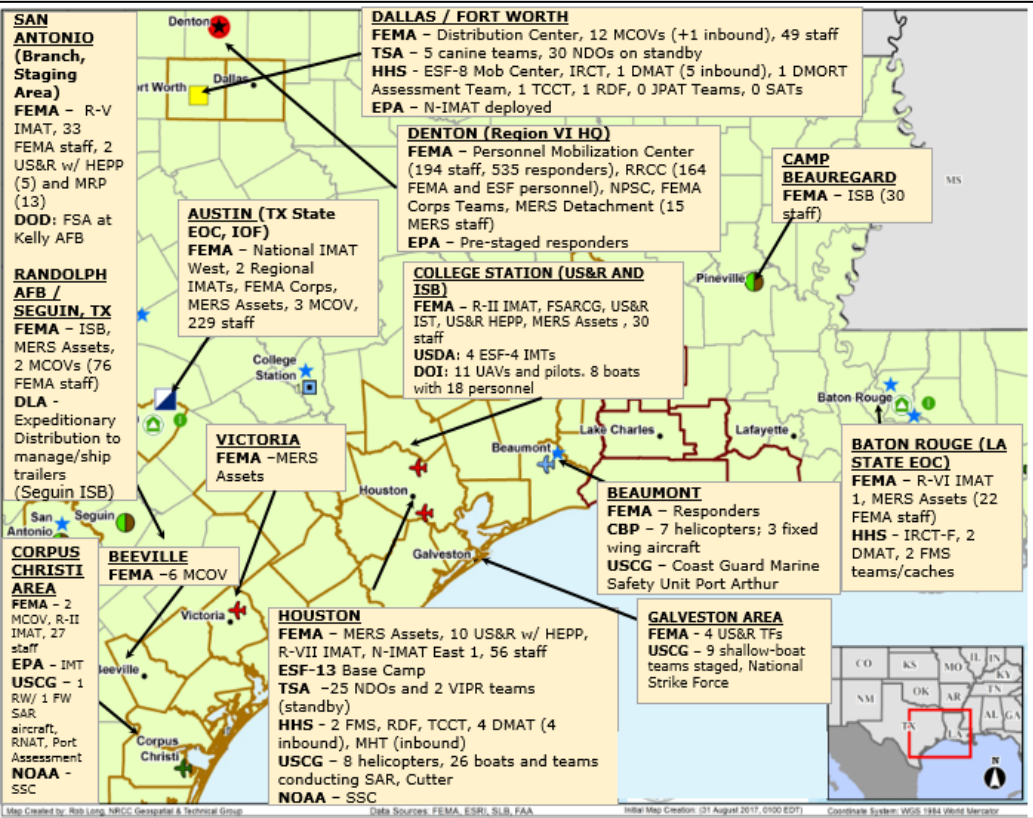 SAN
ANTONIO
(Branch,
Staging
Area)
FEMA – R-V
IMAT, 33
FEMA staff, 2
US&R w/ HEPP
(5) and MRP
(13)
DOD: FSA at
Kelly AFB
RANDOLPH
AFB /
SEGUIN, TX
FEMA – ISB,
MERS Assets,
2 MCOVs (76
FEMA staff)
DLA -
Expeditionary
Distribution to
manage/ship
trailers
(Seguin ISB)
Denton
Dallas
ort Worth
DALLAS / FORT WORTH
FEMA – Distribution Center, 12 MCOVs (+1 inbound), 49 staff
TSA – 5 canine teams, 30 NDOs on standby
HHS - ESF-8 Mob Center, IRCT, 1 DMAT (5 inbound), 1 DMORT
Assessment Team, 1 TCCT, 1 RDF, 0 JPAT Teams, 0 SATs
EPA – N-IMAT deployed
DENTON (Region VI HQ)
FEMA – Personnel Mobilization Center
(194 staff, 535 responders), RRCC (164
FEMA and ESF personnel), NPSC, FEMA
Corps Teams, MERS Detachment (15
MERS staff)
EPA – Pre-staged responders
CAMP
BEAUREGARD
FEMA – ISB (30
staff)
MS
Pineville
AUSTIN (TX State
EOC, IOF)
FEMA – National IMAT
West, 2 Regional
IMATs, FEMA Corps,
MERS Assets, 3 MCOV,
229 staff
COLLEGE STATION (US&R AND
ISB)
FEMA – R-II IMAT, FSARCG, US&R
IST, US&R HEPP, MERS Assets , 30
staff
USDA: 4 ESF-4 IMTs
DOI: 11 UAVs and pilots. 8 boats
with 18 personnel
College
Station
VICTORIA
FEMA –MERS
Assets
Houston
Beaumont
Lake Charles
Lafayette
Baton Rouge
BATON ROUGE (LA
STATE EOC)
FEMA – R-VI IMAT
1, MERS Assets (22
FEMA staff)
HHS – IRCT-F, 2
DMAT, 2 FMS
teams/caches
BEAUMONT
FEMA – Responders
CBP – 7 helicopters; 3 fixed
wing aircraft
USCG – Coast Guard Marine
Safety Unit Port Arthur
San
Antonio
Seguin
Galveston
CORPUS
CHRISTI
AREA
FEMA – 2
MCOV, R-II
IMAT, 27
staff
EPA – IMT
USCG – 1
RW/ 1 FW
SAR
aircraft,
RNAT, Port
Assessment
NOAA -
SSC
BEEVILLE
FEMA –6 MCOV
Victoria
Beeville
Corpus
Christi
HOUSTON
FEMA – MERS Assets, 10 US&R w/ HEPP,
R-VII IMAT, N-IMAT East 1, 56 staff
ESF-13 Base Camp
TSA –25 NDOs and 2 VIPR teams
(standby)
HHS - 2 FMS, RDF, TCCT, 4 DMAT (4
inbound), MHT (inbound)
USCG – 8 helicopters, 26 boats and teams
conducting SAR, Cutter
NOAA – SSC
GALVESTON AREA
FEMA - 4 US&R TFs
USCG – 9 shallow-boat
teams staged, National
Strike Force
CO
KS
MO
IL
IN
KY
NM
OK
AR
TN
TX
LA
AL
GA
N
Map Created by: Rob Long, NRCC Geospatial & Technical Group
Data Sources: FEMA, ESRI, SLB, FAA
Initial Map Creation: (31 August 2017, 0100 EDT)
Coordinate System: WGS 1984 World Mercator